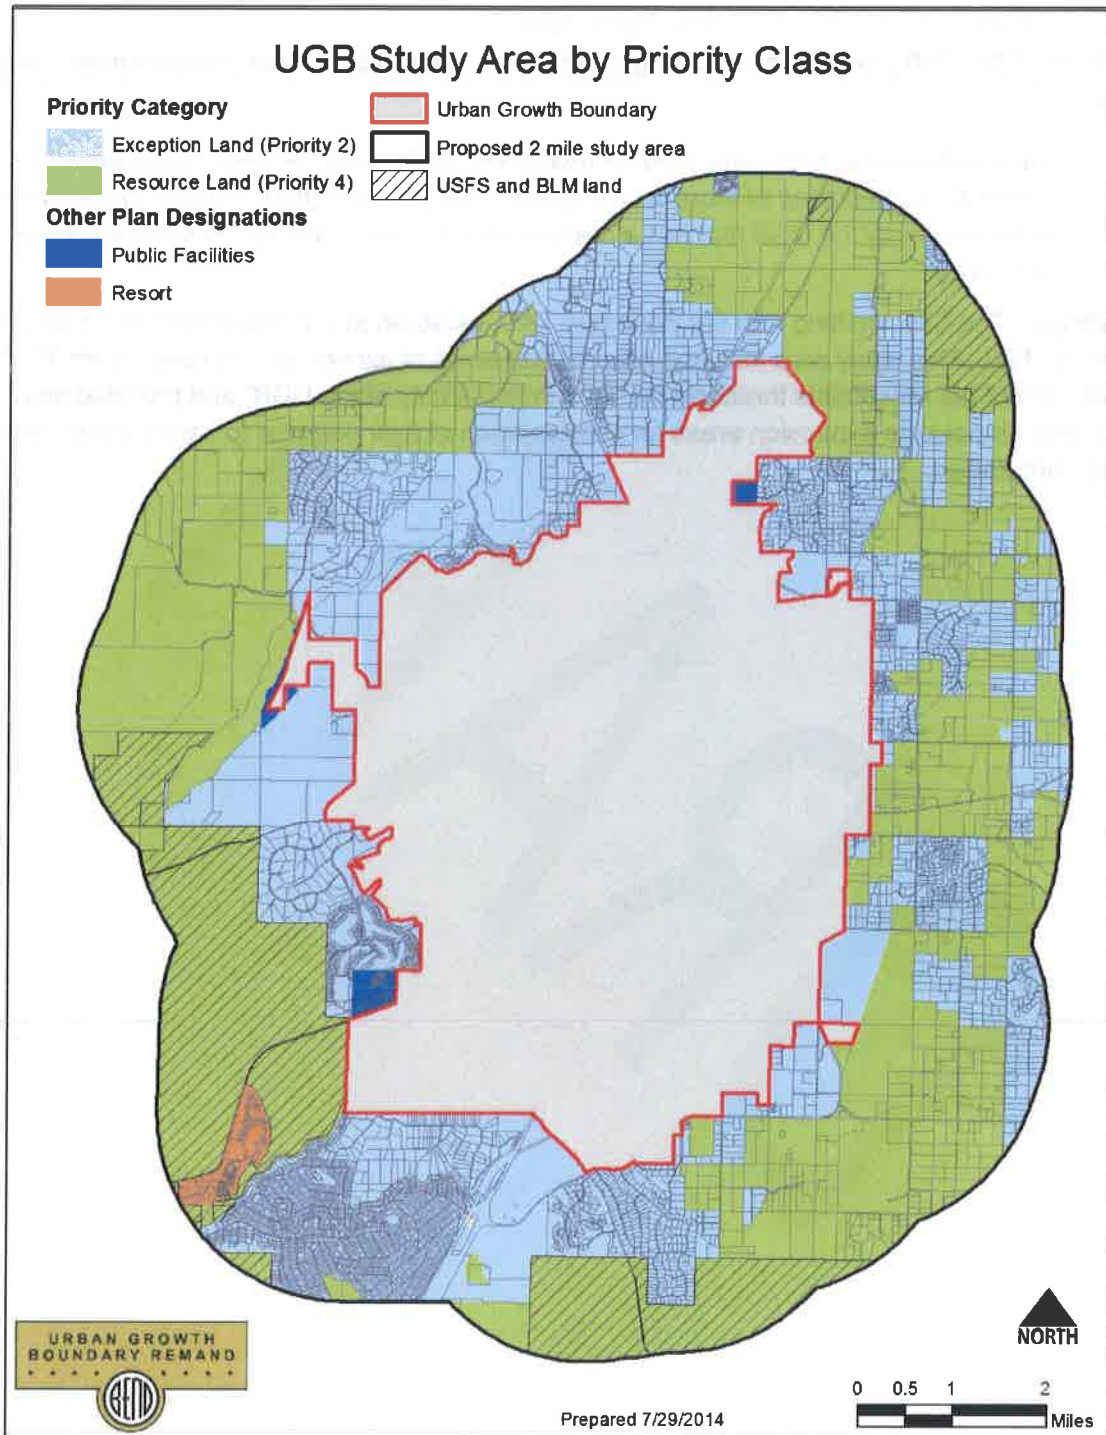 UGB Study Area by Priority Class
Priority Category
Exception Land (Priority 2)
Resource Land (Priority 4)
Other Plan Designations
Public Facilities
Resort
Urban Growth Boundary
Proposed 2 mile study area
USFS and BLM land
URBAN GROWTH
BOUNDARY REMAND
BEND
Prepared 7/29/2014
NORTH
0 0.5 1 2
Miles